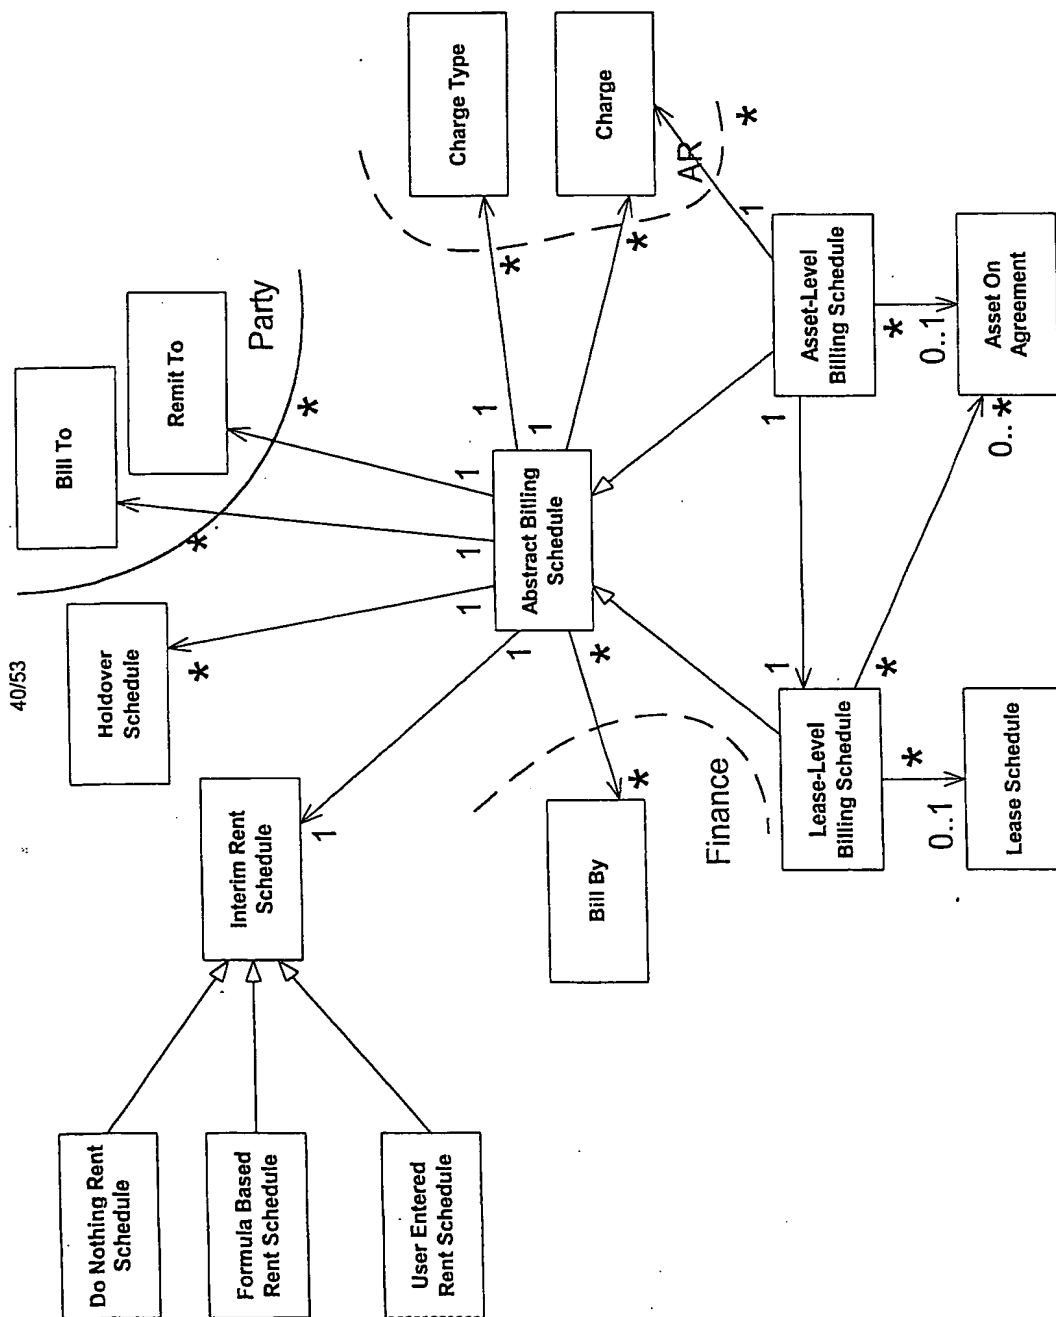 40/53
Do Nothing Rent
Schedule
Formula Based
Rent Schedule
User Entered
Rent Schedule
Interim Rent
Schedule
1
Holdover
Schedule
*
Bill To
*
Remit To
*
Party
1
1
1
1
1
1
Abstract Billing
Schedule
*
*
Bill By
Finance
Charge Type
*
Charge
*
AR
*
1
Lease-Level
Billing Schedule
1
*
*
0..1
Lease Schedule
Asset-Level
Billing Schedule
1
*
0..1
0..*
Asset On
Agreement